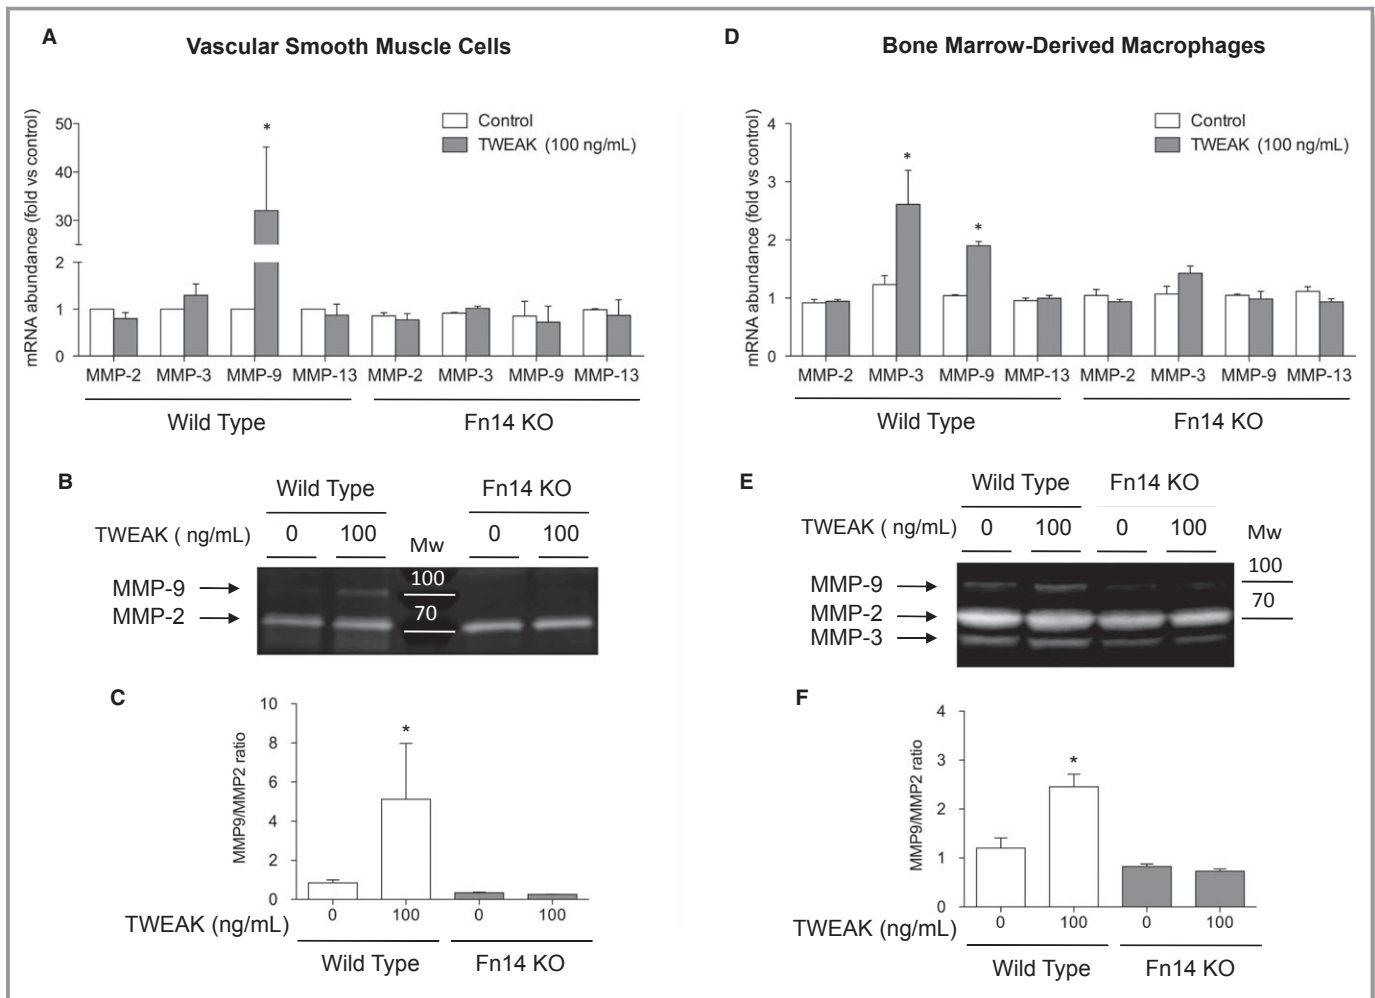 A
Vascular Smooth Muscle Cells
mRNA abundance (fold vs control)
50
40
30
2
1
0
*
Control
TWEAK (100 ng/mL)
MMP-2 MMP-3 MMP-9 MMP-13 MMP-2 MMP-3 MMP-9 MMP-13
Wild Type Fn14 KO
B
Wild Type Fn14 KO
TWEAK ( ng/mL) 0 100 Mw 0 100
MMP-9
MMP-2
100
70
C
MMP9/MMP2 ratio
10
8
6
4
2
0
*
0 100 0 100
TWEAK (ng/mL)
Wild Type Fn14 KO
D
Bone Marrow-Derived Macrophages
mRNA abundance (fold vs control)
4
3
2
1
0
*
*
Control
TWEAK (100 ng/mL)
MMP-2 MMP-3 MMP-9 MMP-13 MMP-2 MMP-3 MMP-9 MMP-13
Wild Type Fn14 KO
E
Wild Type Fn14 KO
TWEAK ( ng/mL) 0 100 0 100 Mw
MMP-9
MMP-2
MMP-3
100
70
F
MMP9/MMP2 ratio
4
3
2
1
0
*
0 100 0 100
TWEAK (ng/mL)
Wild Type Fn14 KO